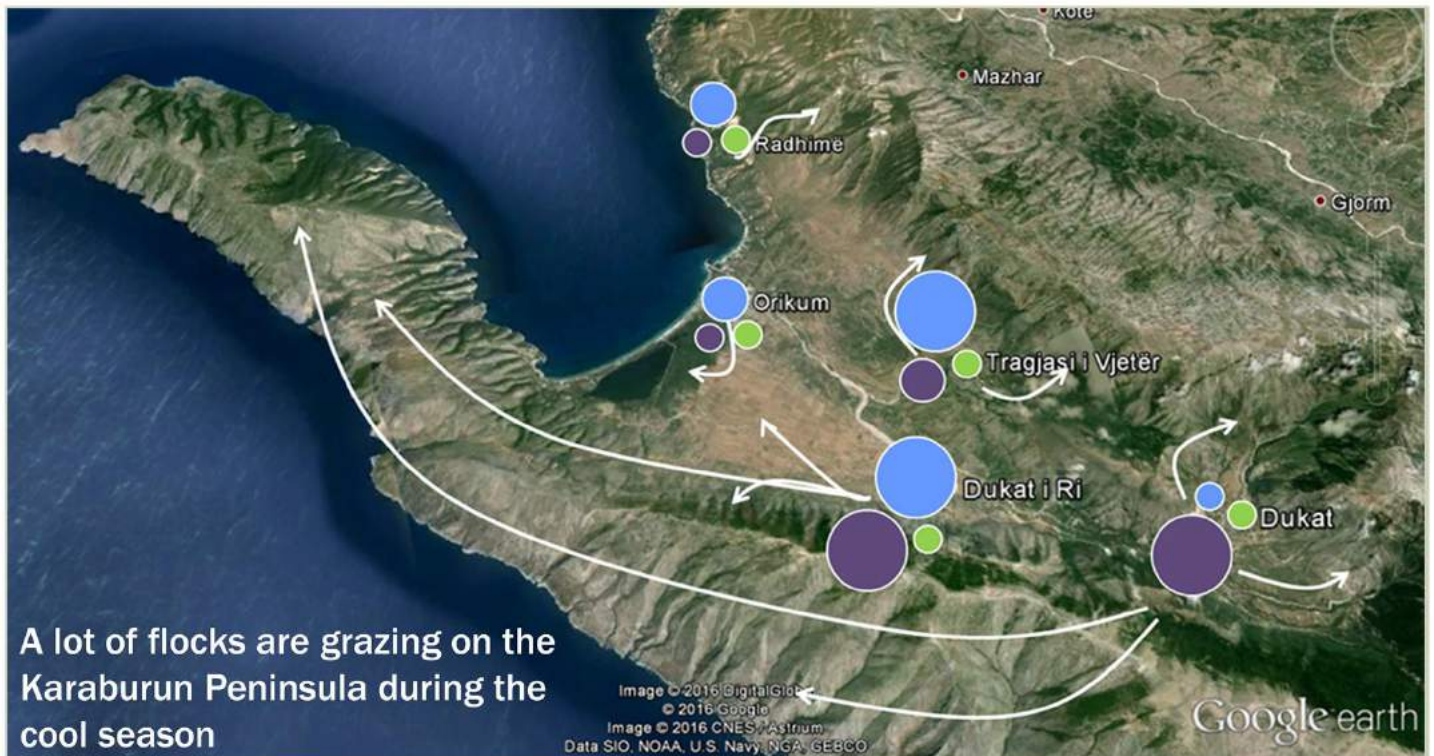 Kotë
Mazhar
Radhimë
Gjorm
Orikum
Tragjasi i Vjetër
Dukat i Ri
Dukat
A lot of flocks are grazing on the
Karaburun Peninsula during the
cool season
Image © 2016 DigitalGlobe
© 2016 Google
Image © 2016 CNES / Astrium
Data SIO, NOAA, U.S. Navy, NGA, GEBCO
Google earth